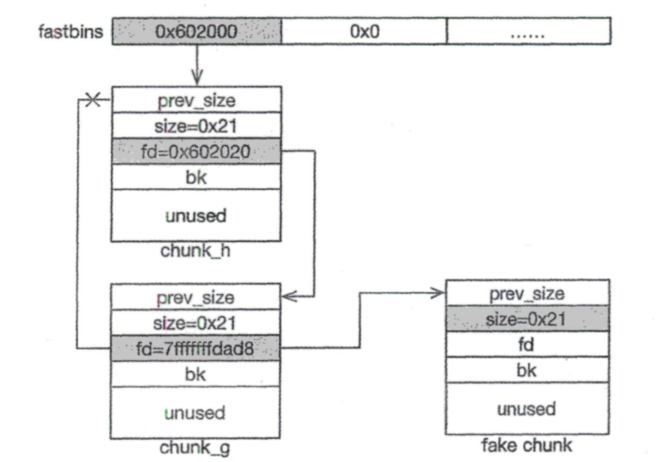 fastbins 0x602000 0x0 ......
prev_size
size=0x21
fd=0x602020
bk
unused
chunk_h
prev_size
size=0x21
fd=7fffffffdad8
bk
unused
chunk_g
prev_size
size=0x21
fd
bk
unused
fake chunk